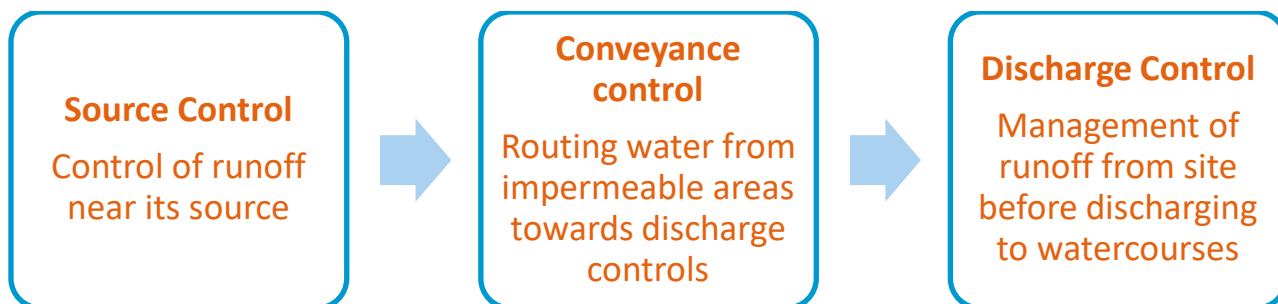 Source Control
Control of runoff
near its source
Conveyance
control
Routing water from
impermeable areas
towards discharge
controls
Discharge Control
Management of
runoff from site
before discharging
to watercourses